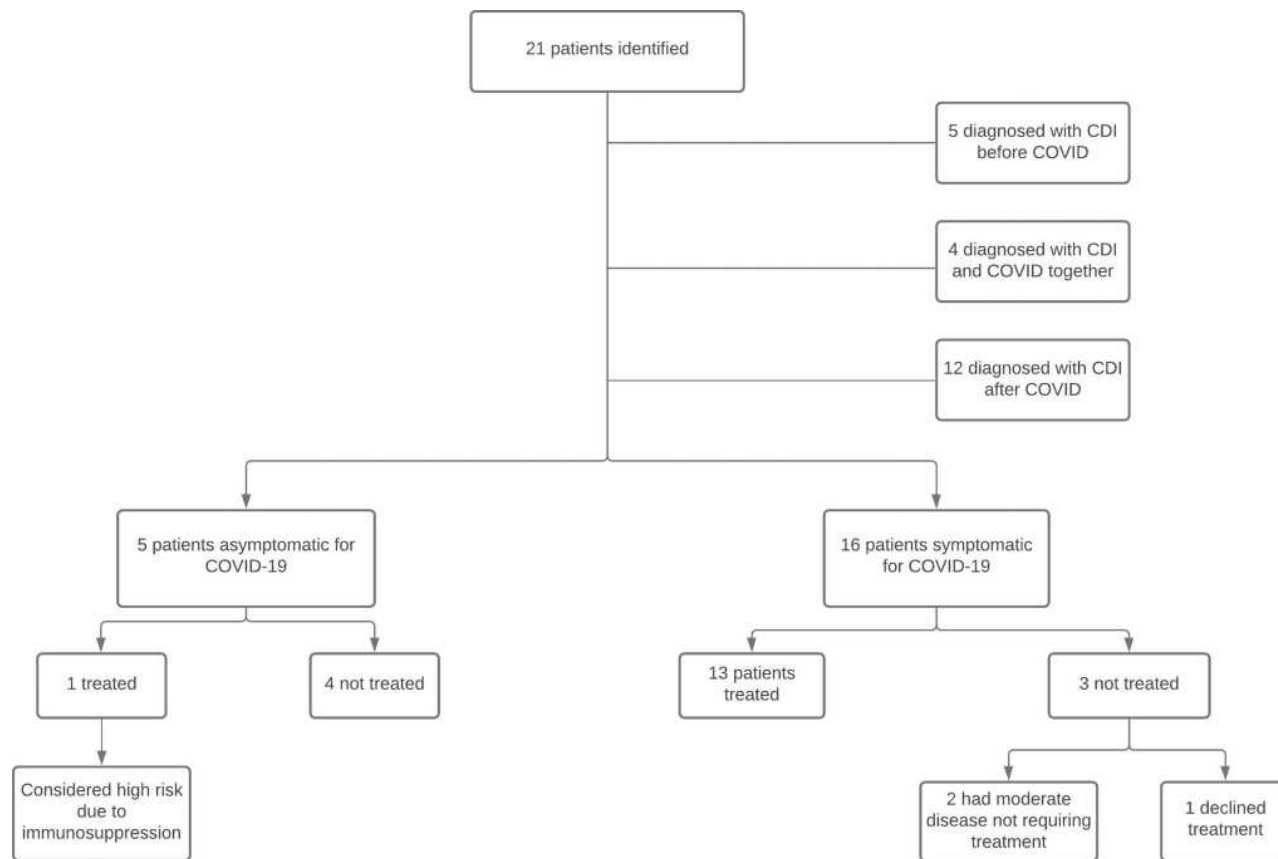 21 patients identified
5 diagnosed with CDI
before COVID
4 diagnosed with CDI
and COVID together
12 diagnosed with CDI
after COVID
5 patients asymptomatic for
COVID-19
16 patients symptomatic
for COVID-19
1 treated
4 not treated
13 patients
treated
3 not treated
Considered high risk
due to
immunosuppression
2 had moderate
disease not requiring
treatment
1 declined
treatment